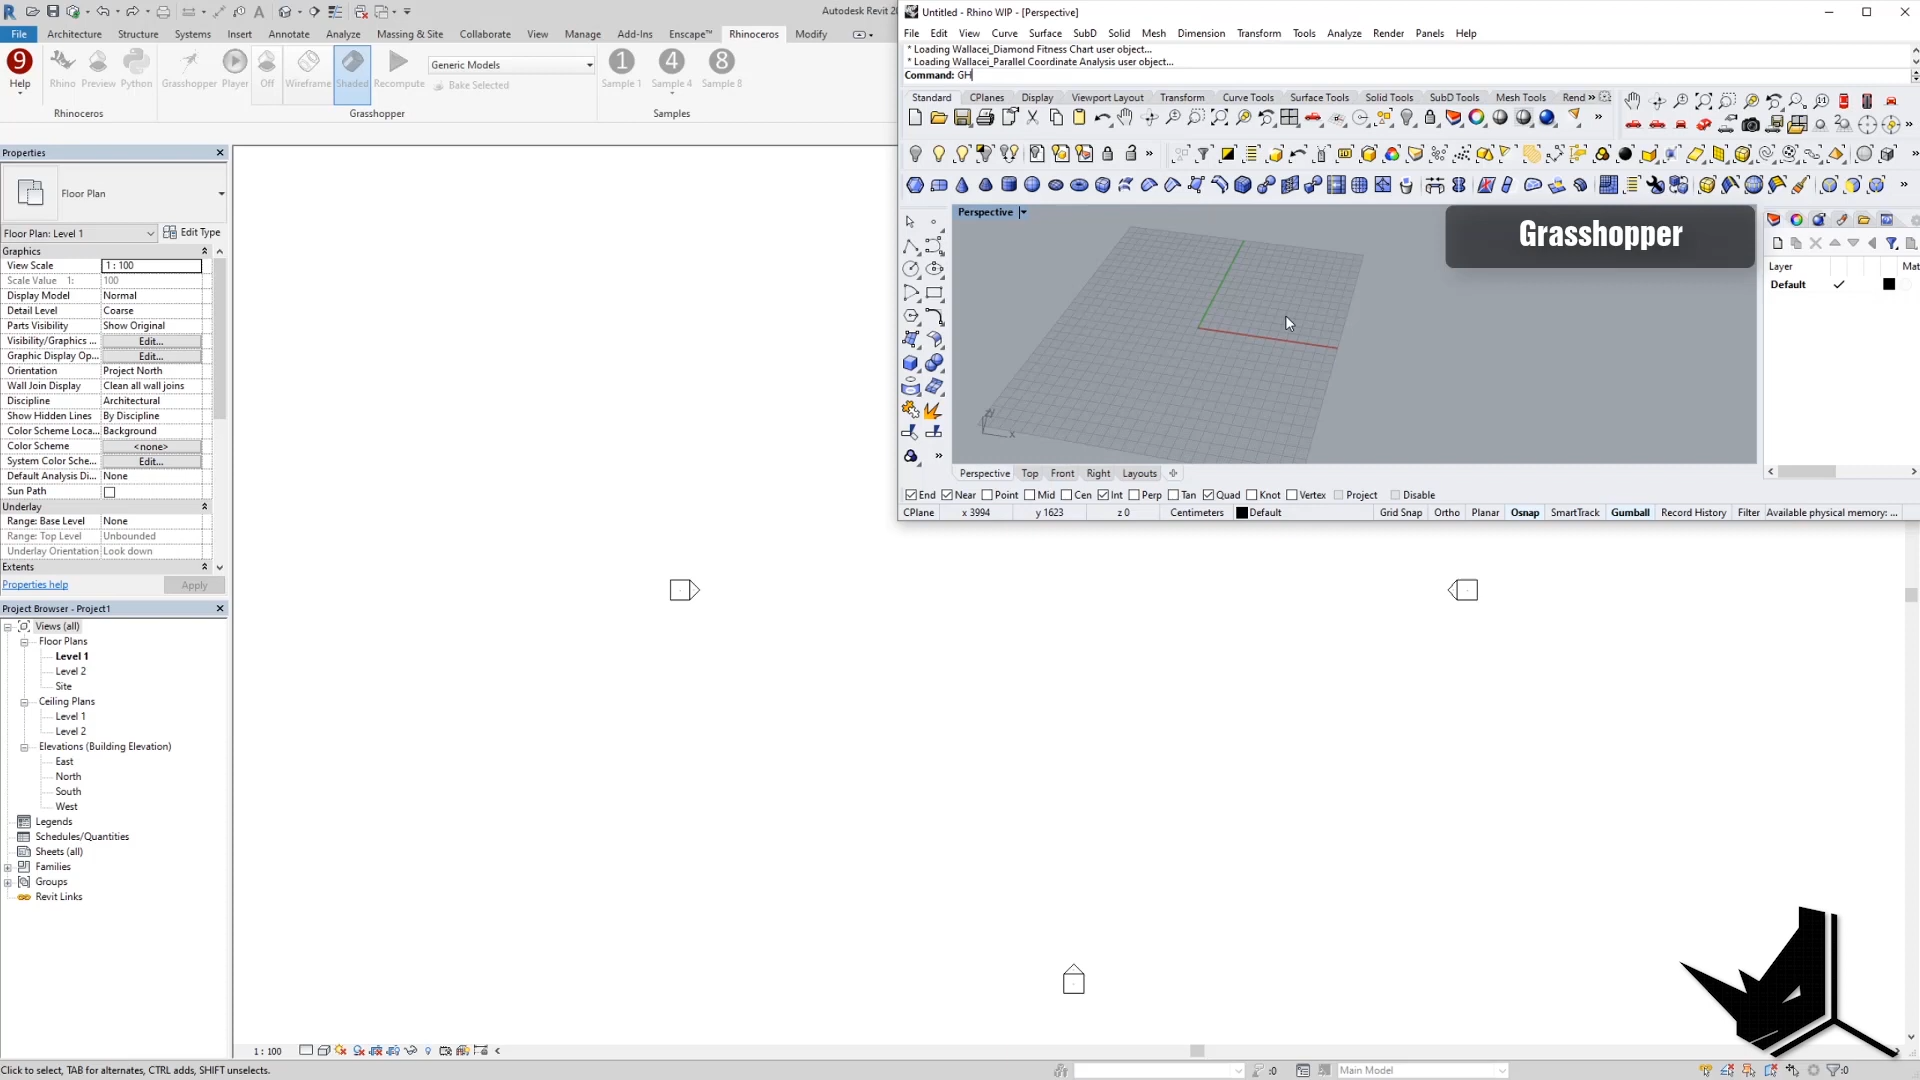 Autodesk Revit 20
File Architecture Structure Systems Insert Annotate Analyze Massing & Site Collaborate View Manage Add-Ins Enscape™ Rhinoceros Modify
9
Help
Rhino
Preview
Python
Grasshopper
Player
Off
Wireframe
Shaded
Recompute
Generic Models
Bake Selected
1
Sample 1
4
Sample 4
8
Sample 8
Rhinoceros
Grasshopper
Samples
Properties
Floor Plan
Floor Plan: Level 1
Edit Type
Graphics
View Scale 1 : 100
Scale Value 1: 100
Display Model Normal
Detail Level Coarse
Parts Visibility Show Original
Visibility/Graphics ... Edit...
Graphic Display Op... Edit...
Orientation Project North
Wall Join Display Clean all wall joins
Discipline Architectural
Show Hidden Lines By Discipline
Color Scheme Loca... Background
Color Scheme <none>
System Color Sche... Edit...
Default Analysis Di... None
Sun Path
Underlay
Range: Base Level None
Range: Top Level Unbounded
Underlay Orientation Look down
Extents
Properties help
Apply
Project Browser - Project1
Views (all)
Floor Plans
Level 1
Level 2
Site
Ceiling Plans
Level 1
Level 2
Elevations (Building Elevation)
East
North
South
West
Legends
Schedules/Quantities
Sheets (all)
Families
Groups
Revit Links
Untitled - Rhino WIP - [Perspective]
File Edit View Curve Surface SubD Solid Mesh Dimension Transform Tools Analyze Render Panels Help
* Loading Wallacei_Diamond Fitness Chart user object...
* Loading Wallacei_Parallel Coordinate Analysis user object...
Command: GH
Standard CPlanes Display Viewport Layout Transform Curve Tools Surface Tools Solid Tools SubD Tools Mesh Tools Rend »
Perspective
Grasshopper
Layer Mat
Default
x
Perspective Top Front Right Layouts
End Near Point Mid Cen Int Perp Tan Quad Knot Vertex Project Disable
CPlane x 3994 y 1623 z 0 Centimeters Default Grid Snap Ortho Planar Osnap SmartTrack Gumball Record History Filter Available physical memory: ...
1 : 100
Click to select, TAB for alternates, CTRL adds, SHIFT unselects.
:0
Main Model
:0